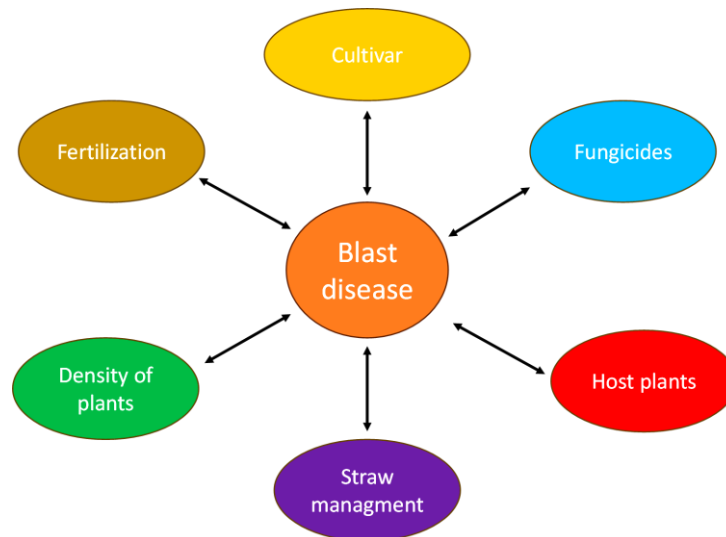 Cultivar
Fertilization
Fungicides
Blast
disease
Density of
plants
Host plants
Straw
managment